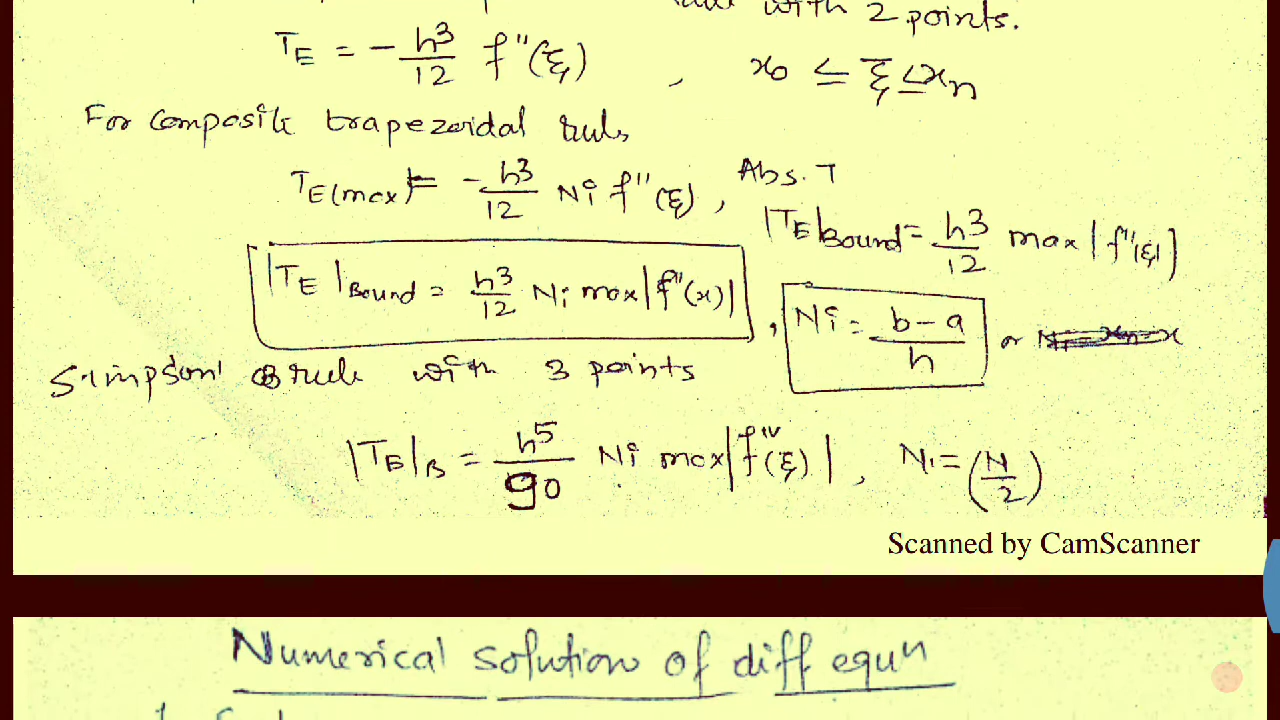 with 2 points.
T_E = - h³/12 f''(ξ) , x₀ ≤ ξ ≤ xₙ
For composite trapezoidal rule,
T_E(max) = - h³/12 Ni f''(ξ) , Abs. T
|T_E|Bound = h³/12 max|f''(ξ)|
|T_E|Bound = h³/12 Ni max|f''(x)| , Ni = b-a/h or
Simpson' rule with 3 points
|T_E|_B = h⁵/90 Ni max|f^iv(ξ)| , Ni = (N/2)
Scanned by CamScanner
Numerical solution of diff equn